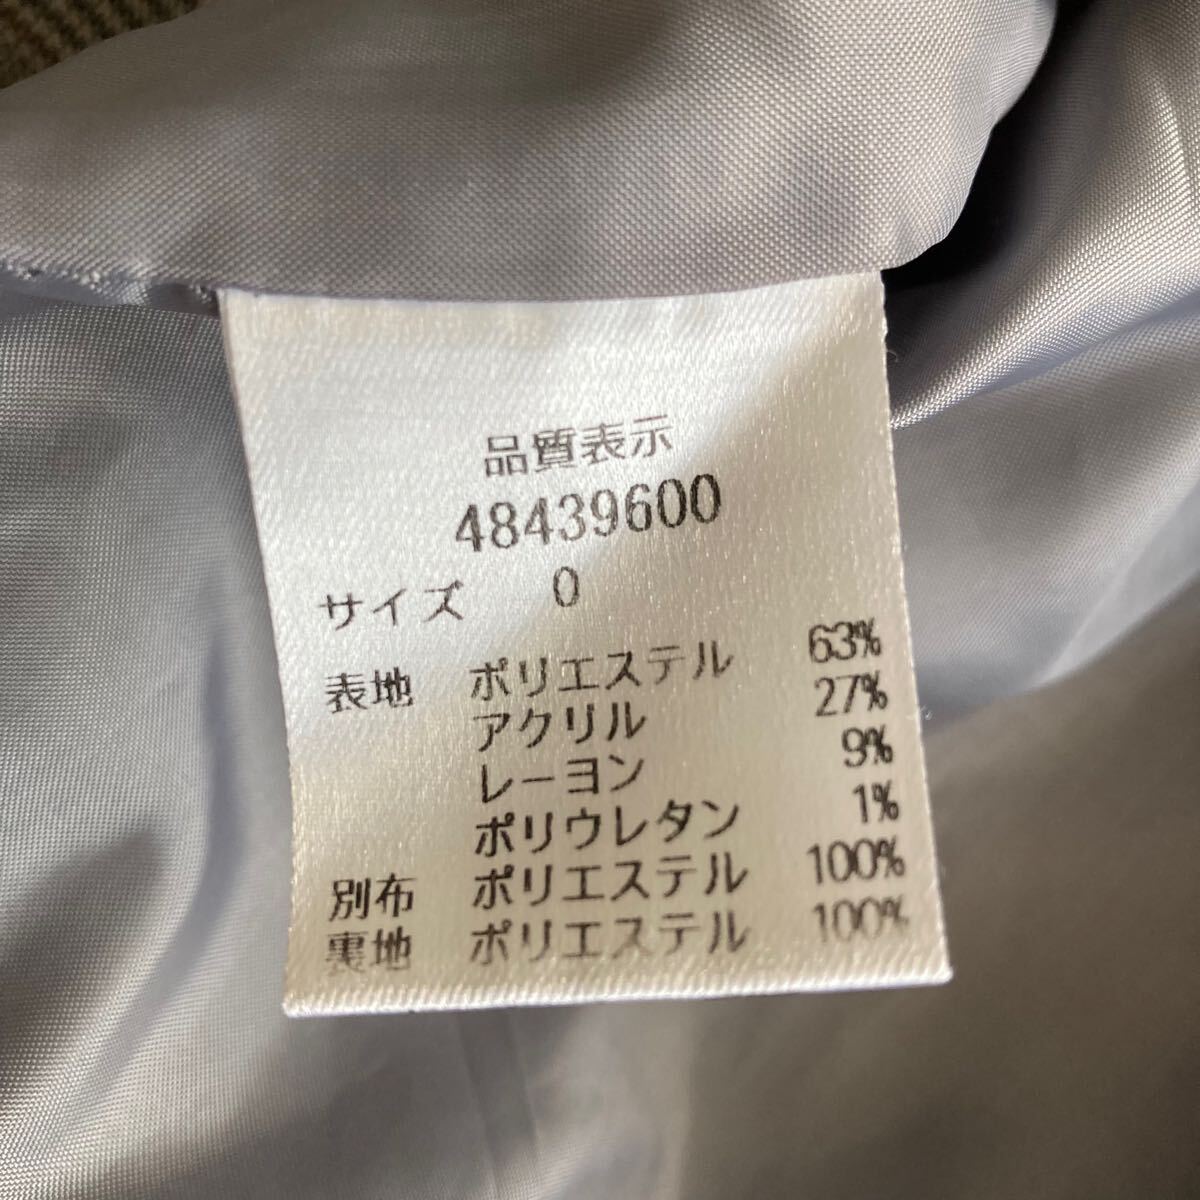 品質表示
48439600
サイズ 0
表地 ポリエステル 63%
アクリル 27%
レーヨン 9%
ポリウレタン 1%
別布 ポリエステル 100%
裏地 ポリエステル 100%